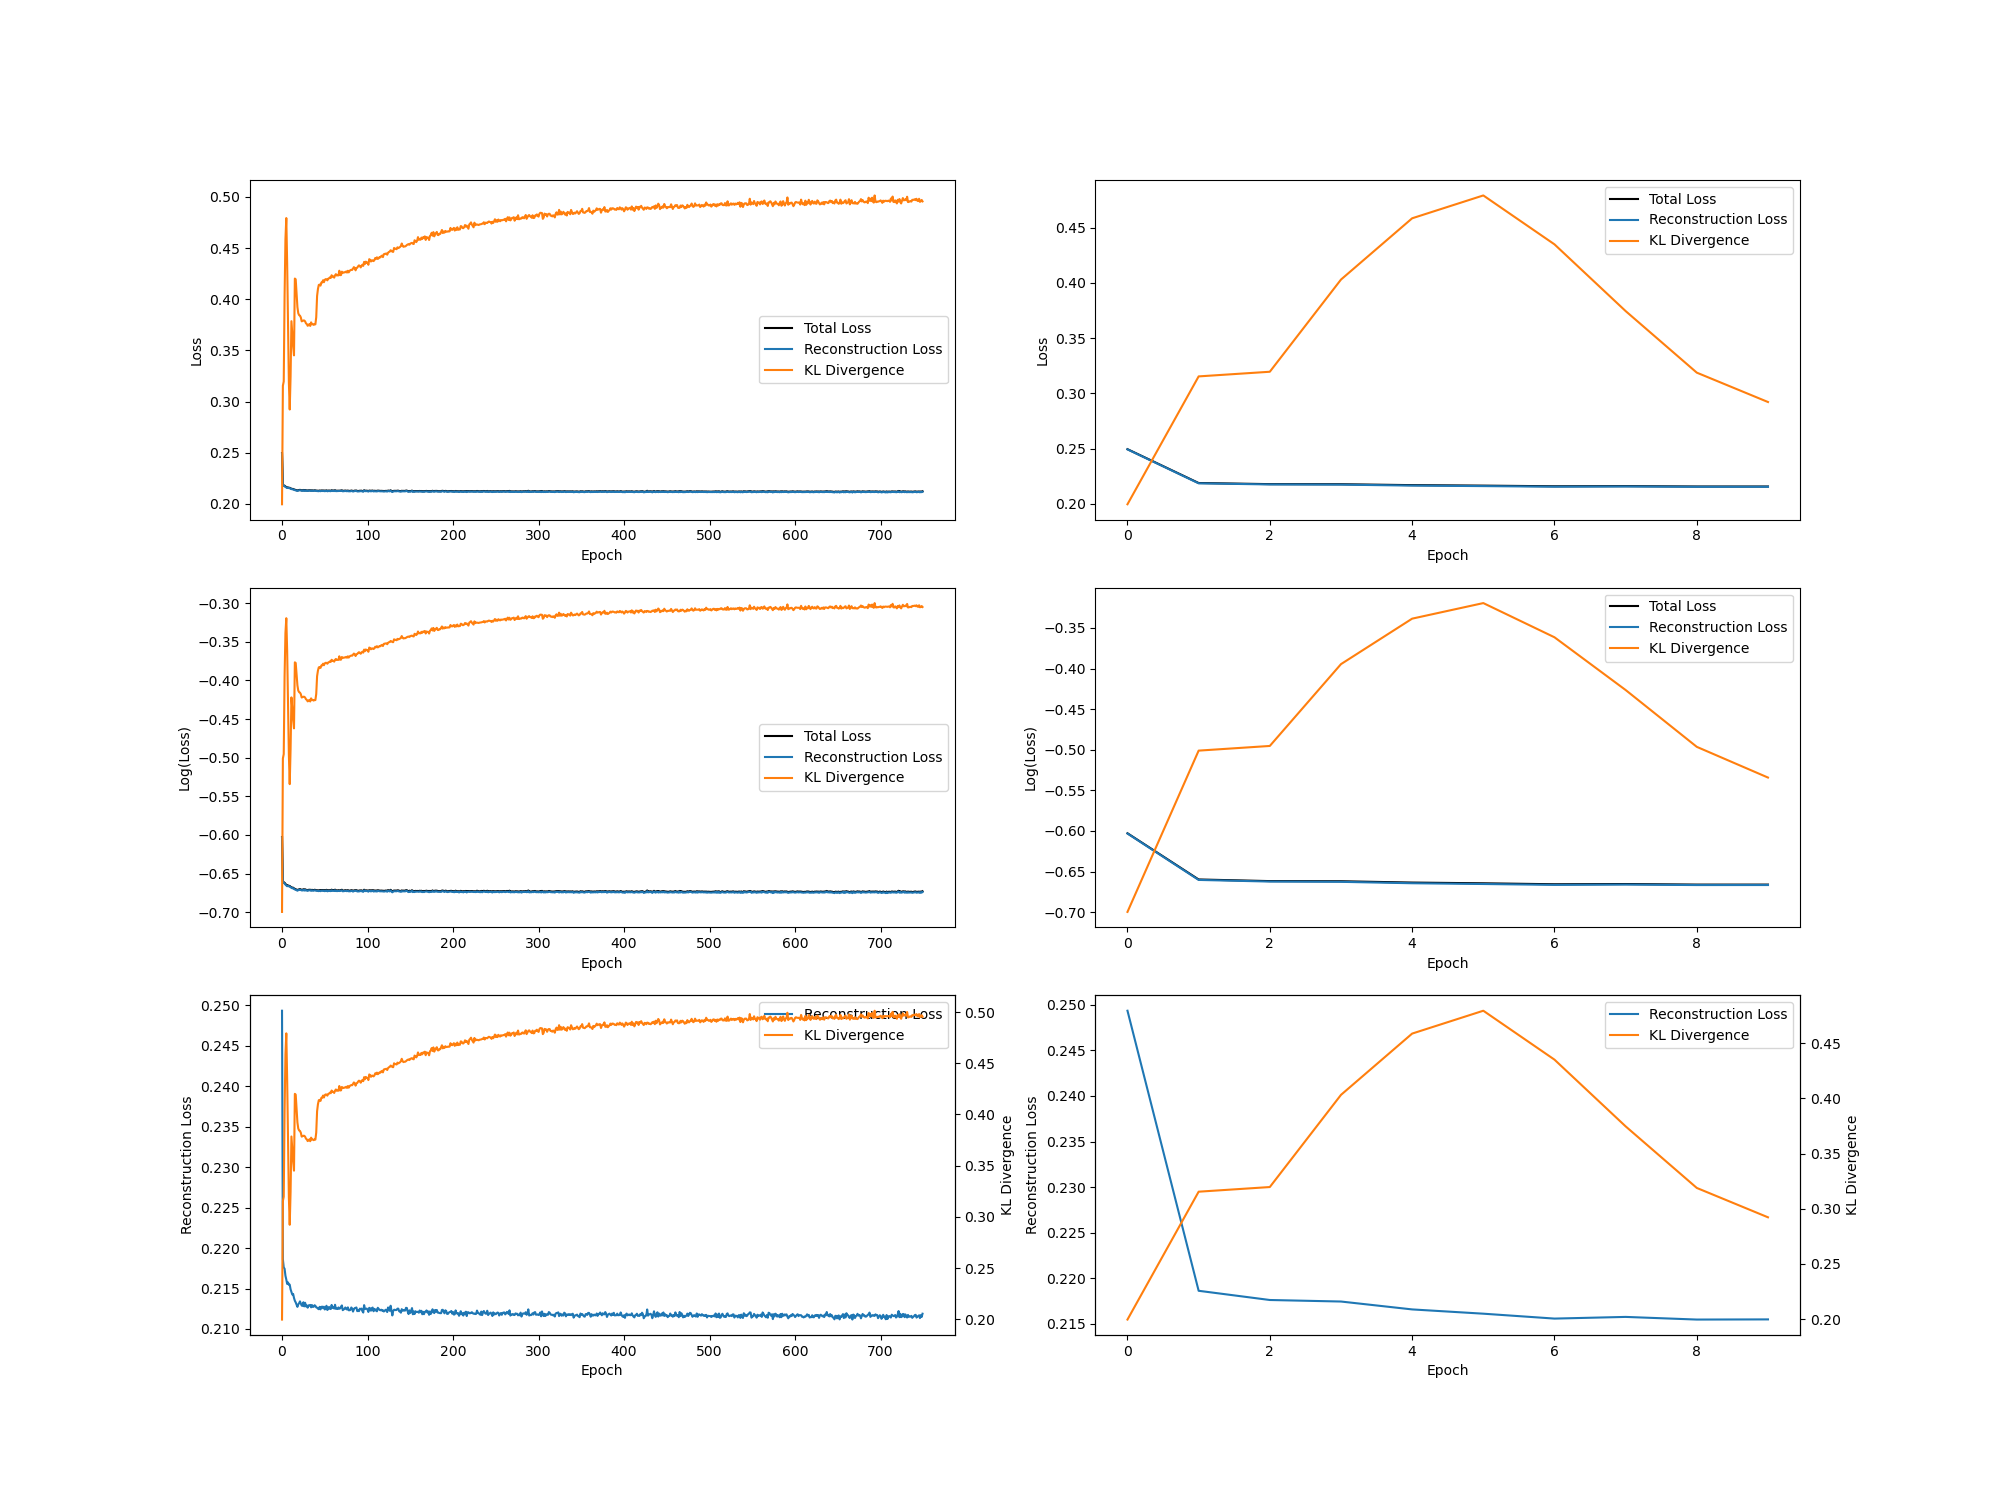 0.50
0.45
0.40
0.35
0.30
0.25
0.20
Loss
0 100 200 300 400 500 600 700
Epoch
Total Loss
Reconstruction Loss
KL Divergence
0.45
0.40
0.35
0.30
0.25
0.20
Loss
0 2 4 6 8
Epoch
Total Loss
Reconstruction Loss
KL Divergence
−0.30
−0.35
−0.40
−0.45
−0.50
−0.55
−0.60
−0.65
−0.70
Log(Loss)
0 100 200 300 400 500 600 700
Epoch
Total Loss
Reconstruction Loss
KL Divergence
−0.35
−0.40
−0.45
−0.50
−0.55
−0.60
−0.65
−0.70
Log(Loss)
0 2 4 6 8
Epoch
Total Loss
Reconstruction Loss
KL Divergence
0.250
0.245
0.240
0.235
0.230
0.225
0.220
0.215
0.210
Reconstruction Loss
0 100 200 300 400 500 600 700
Epoch
Reconstruction Loss
KL Divergence
0.50
0.45
0.40
0.35
0.30
0.25
0.20
KL Divergence
0.250
0.245
0.240
0.235
0.230
0.225
0.220
0.215
Reconstruction Loss
0 2 4 6 8
Epoch
Reconstruction Loss
KL Divergence
0.45
0.40
0.35
0.30
0.25
0.20
KL Divergence